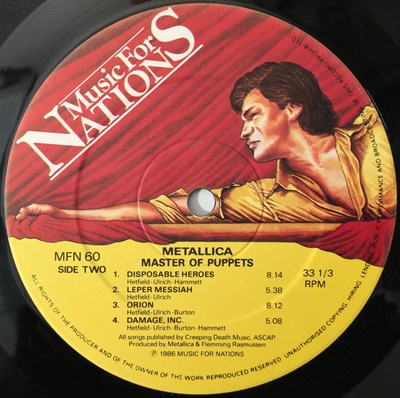 Music For
NATIONS
MFN 60
SIDE TWO
METALLICA
MASTER OF PUPPETS
33 1/3
RPM
1. DISPOSABLE HEROES 8.14
Hetfield-Ulrich-Hammett
2. LEPER MESSIAH 5.38
Hetfield-Ulrich
3. ORION 8.12
Hetfield-Ulrich-Burton
4. DAMAGE, INC. 5.08
Hetfield-Ulrich-Burton-Hammett
All songs published by Creeping Death Music, ASCAP.
Produced by Metallica & Flemming Rasmussen
℗ 1986 MUSIC FOR NATIONS
ALL RIGHTS OF THE PRODUCER AND OF THE OWNER OF THE WORK REPRODUCED RESERVED. UNAUTHORISED COPYING, HIRING, LENDING, PUBLIC PERFORMANCE AND BROADCASTING OF THIS RECORD PROHIBITED